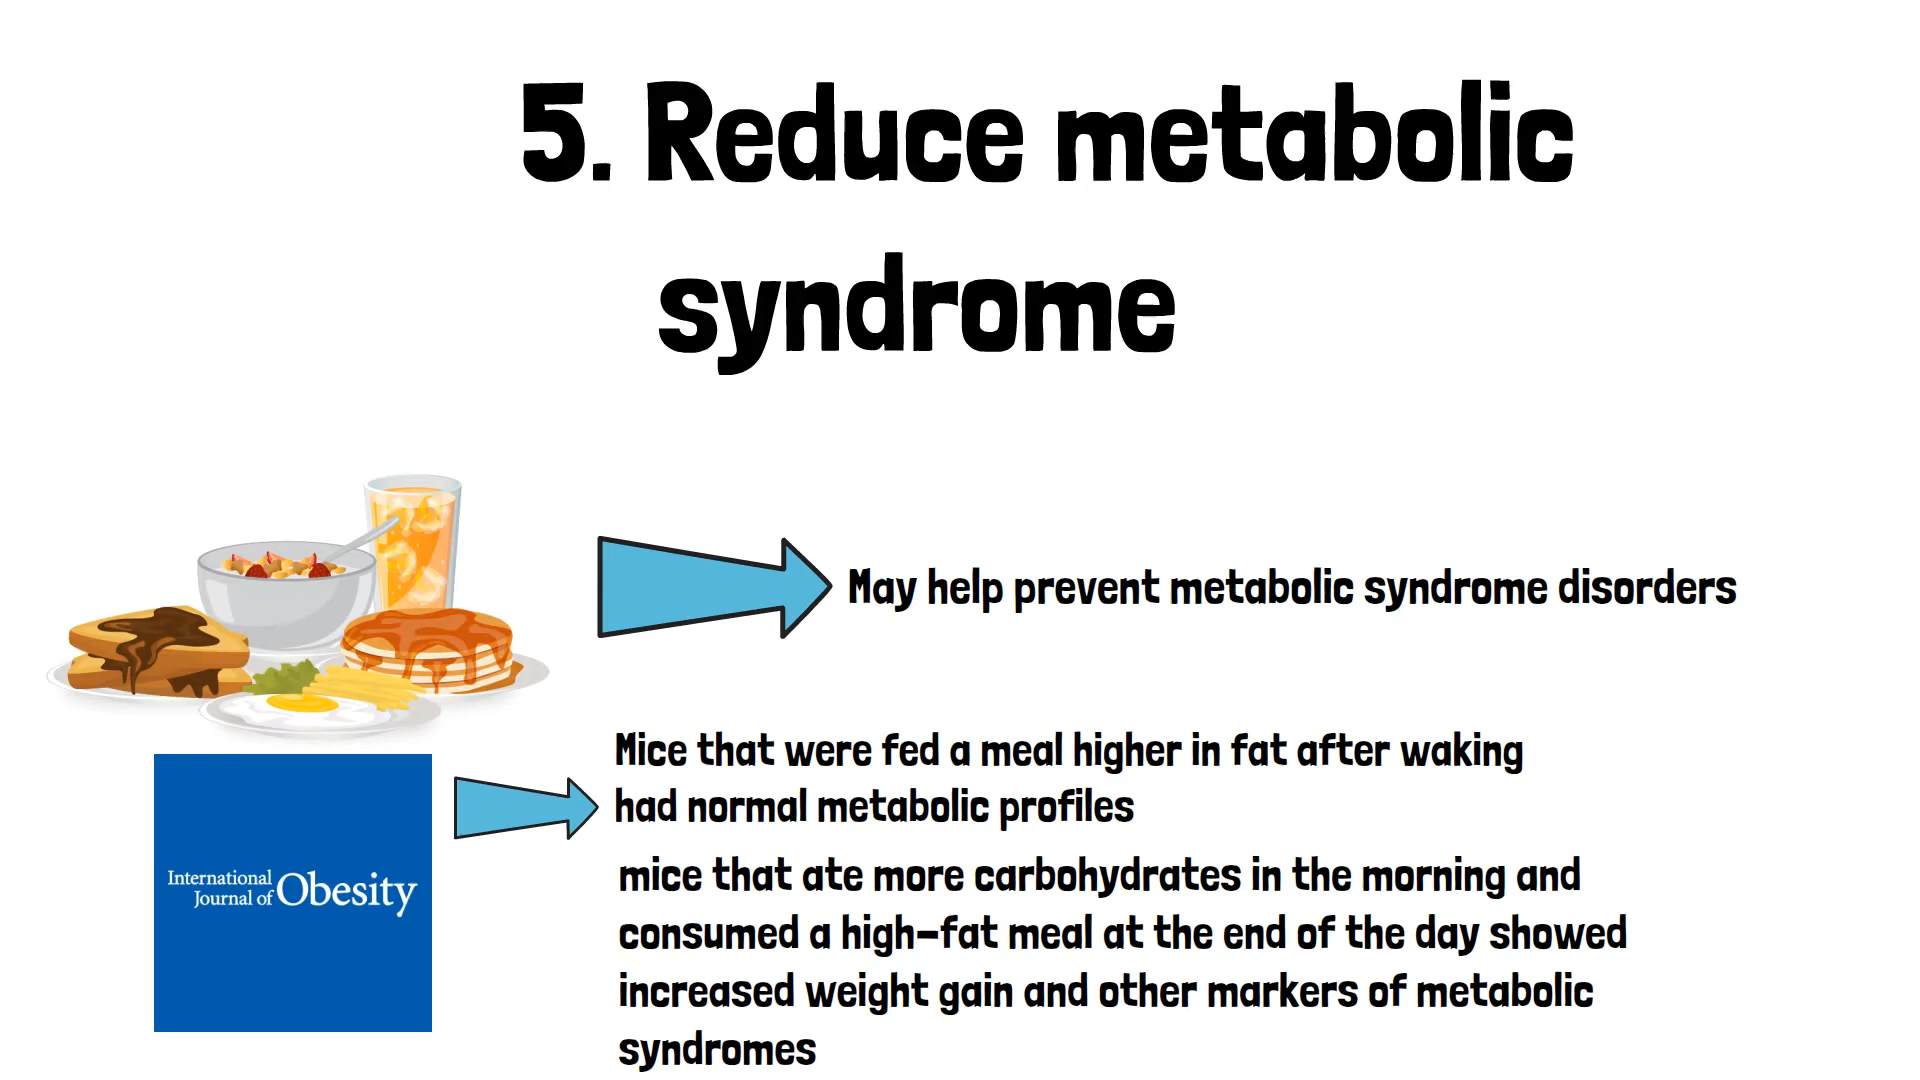 5. Reduce metabolic
syndrome
May help prevent metabolic syndrome disorders
Mice that were fed a meal higher in fat after waking
had normal metabolic profiles
International
Journal of Obesity
mice that ate more carbohydrates in the morning and
consumed a high-fat meal at the end of the day showed
increased weight gain and other markers of metabolic
syndromes